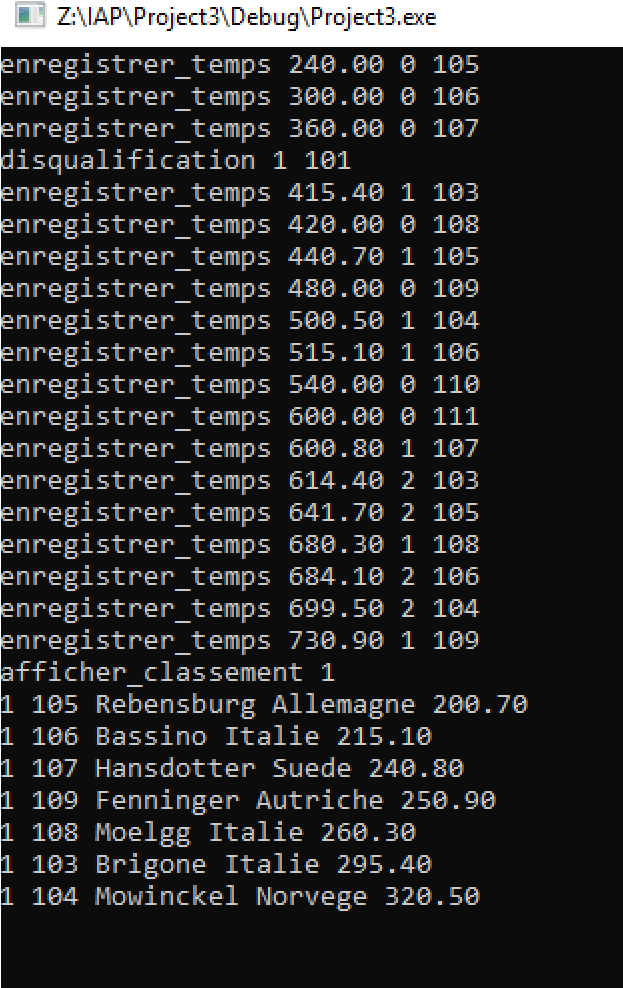 Z:\IAP\Project3\Debug\Project3.exe
enregistrer_temps 240.00 0 105
enregistrer_temps 300.00 0 106
enregistrer_temps 360.00 0 107
disqualification 1 101
enregistrer_temps 415.40 1 103
enregistrer_temps 420.00 0 108
enregistrer_temps 440.70 1 105
enregistrer_temps 480.00 0 109
enregistrer_temps 500.50 1 104
enregistrer_temps 515.10 1 106
enregistrer_temps 540.00 0 110
enregistrer_temps 600.00 0 111
enregistrer_temps 600.80 1 107
enregistrer_temps 614.40 2 103
enregistrer_temps 641.70 2 105
enregistrer_temps 680.30 1 108
enregistrer_temps 684.10 2 106
enregistrer_temps 699.50 2 104
enregistrer_temps 730.90 1 109
afficher_classement 1
1 105 Rebensburg Allemagne 200.70
1 106 Bassino Italie 215.10
1 107 Hansdotter Suede 240.80
1 109 Fenninger Autriche 250.90
1 108 Moelgg Italie 260.30
1 103 Brigone Italie 295.40
1 104 Mowinckel Norvege 320.50